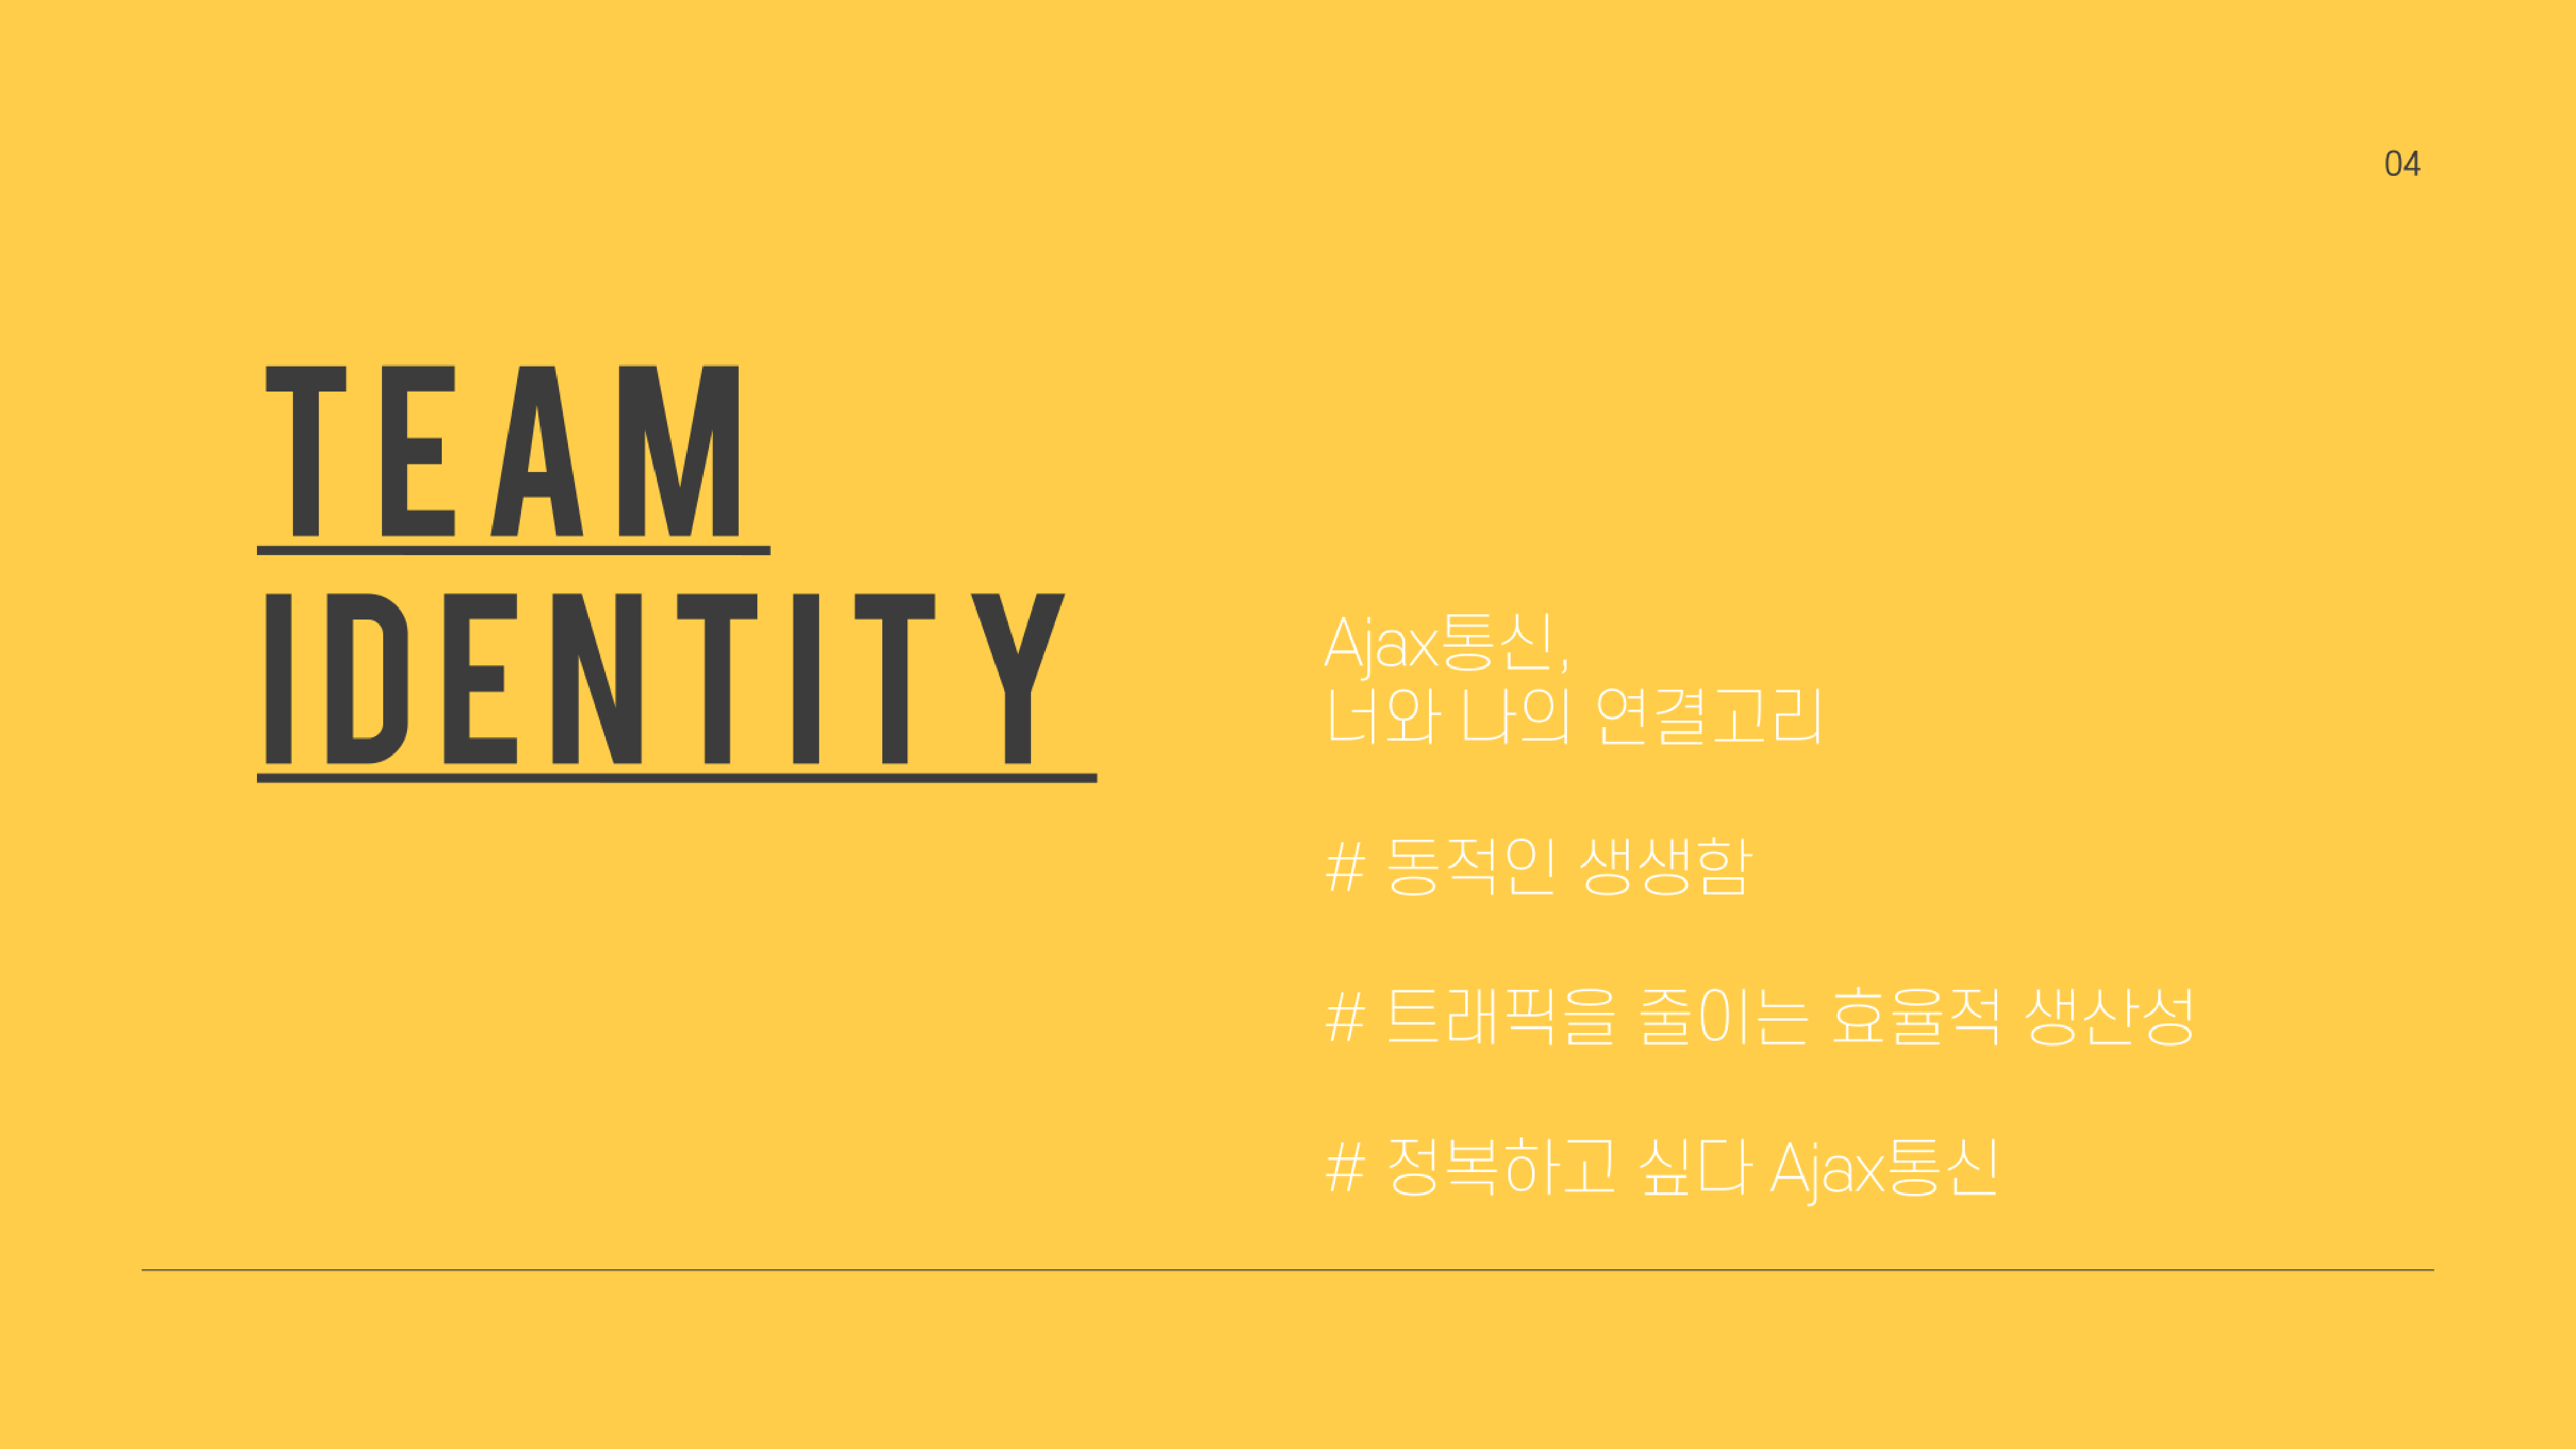 04
TEAM
IDENTITY
Ajax통신,
너와 나의 연결고리
# 동적인 생생함
# 트래픽을 줄이는 효율적 생산성
# 정복하고 싶다 Ajax통신